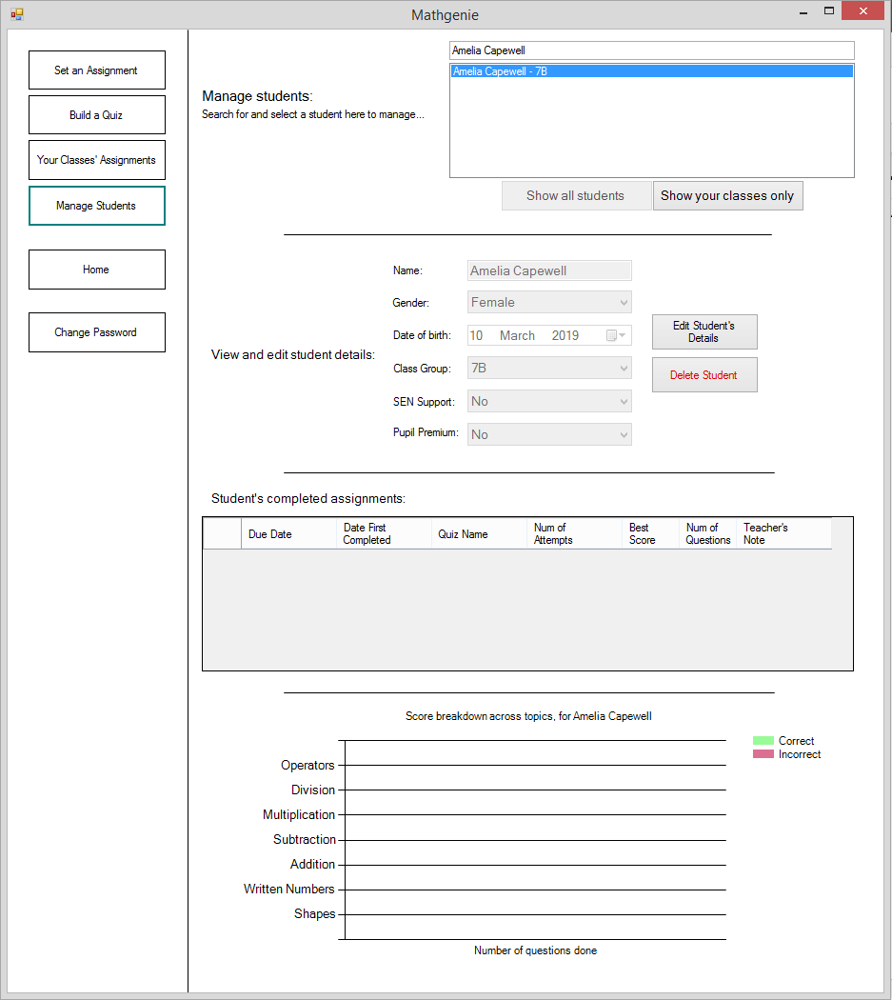 Mathgenie
Set an Assignment
Build a Quiz
Your Classes' Assignments
Manage Students
Home
Change Password
Amelia Capewell
Amelia Capewell - 7B
Manage students:
Search for and select a student here to manage...
Show all students
Show your classes only
View and edit student details:
Name:
Amelia Capewell
Gender:
Female
Date of birth:
10 March 2019
Class Group:
7B
SEN Support:
No
Pupil Premium:
No
Edit Student's
Details
Delete Student
Student's completed assignments:
Due Date
Date First
Completed
Quiz Name
Num of
Attempts
Best
Score
Num of
Questions
Teacher's
Note
Score breakdown across topics, for Amelia Capewell
Correct
Incorrect
Operators
Division
Multiplication
Subtraction
Addition
Written Numbers
Shapes
Number of questions done